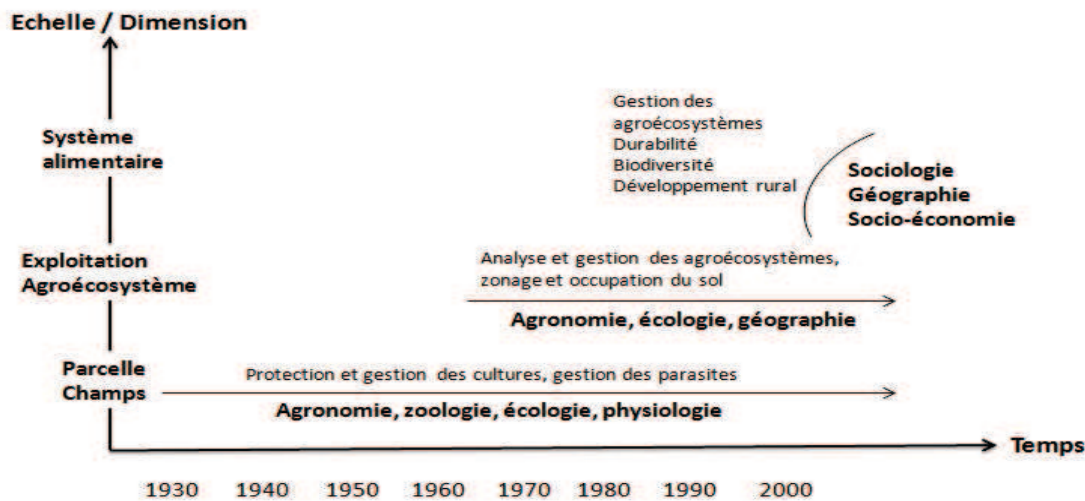 Echelle / Dimension
Système
alimentaire
Gestion des
agroécosystèmes
Durabilité
Biodiversité
Développement rural
Sociologie
Géographie
Socio-économie
Exploitation
Agroécosystème
Analyse et gestion des agroécosystèmes,
zonage et occupation du sol
Agronomie, écologie, géographie
Parcelle
Champs
Protection et gestion des cultures, gestion des parasites
Agronomie, zoologie, écologie, physiologie
Temps
1930 1940 1950 1960 1970 1980 1990 2000